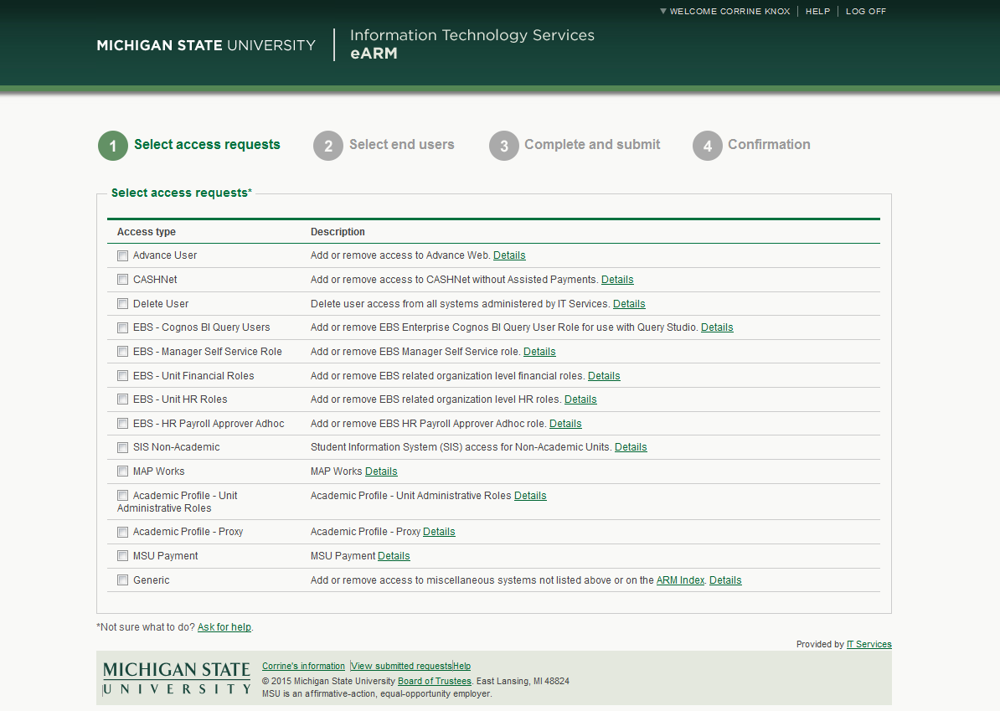 WELCOME CORRINE KNOX HELP LOG OFF
MICHIGAN STATE UNIVERSITY
Information Technology Services
eARM
1 Select access requests 2 Select end users 3 Complete and submit 4 Confirmation
Select access requests*
Access type Description
Advance User Add or remove access to Advance Web. Details
CASHNet Add or remove access to CASHNet without Assisted Payments. Details
Delete User Delete user access from all systems administered by IT Services. Details
EBS - Cognos BI Query Users Add or remove EBS Enterprise Cognos BI Query User Role for use with Query Studio. Details
EBS - Manager Self Service Role Add or remove EBS Manager Self Service role. Details
EBS - Unit Financial Roles Add or remove EBS related organization level financial roles. Details
EBS - Unit HR Roles Add or remove EBS related organization level HR roles. Details
EBS - HR Payroll Approver Adhoc Add or remove EBS HR Payroll Approver Adhoc role. Details
SIS Non-Academic Student Information System (SIS) access for Non-Academic Units. Details
MAP Works MAP Works Details
Academic Profile - Unit Academic Profile - Unit Administrative Roles Details
Administrative Roles
Academic Profile - Proxy Academic Profile - Proxy Details
MSU Payment MSU Payment Details
Generic Add or remove access to miscellaneous systems not listed above or on the ARM Index. Details
*Not sure what to do? Ask for help.
Provided by IT Services
MICHIGAN STATE
UNIVERSITY
Corrine's information View submitted requests Help
© 2015 Michigan State University Board of Trustees. East Lansing, MI 48824
MSU is an affirmative-action, equal-opportunity employer.